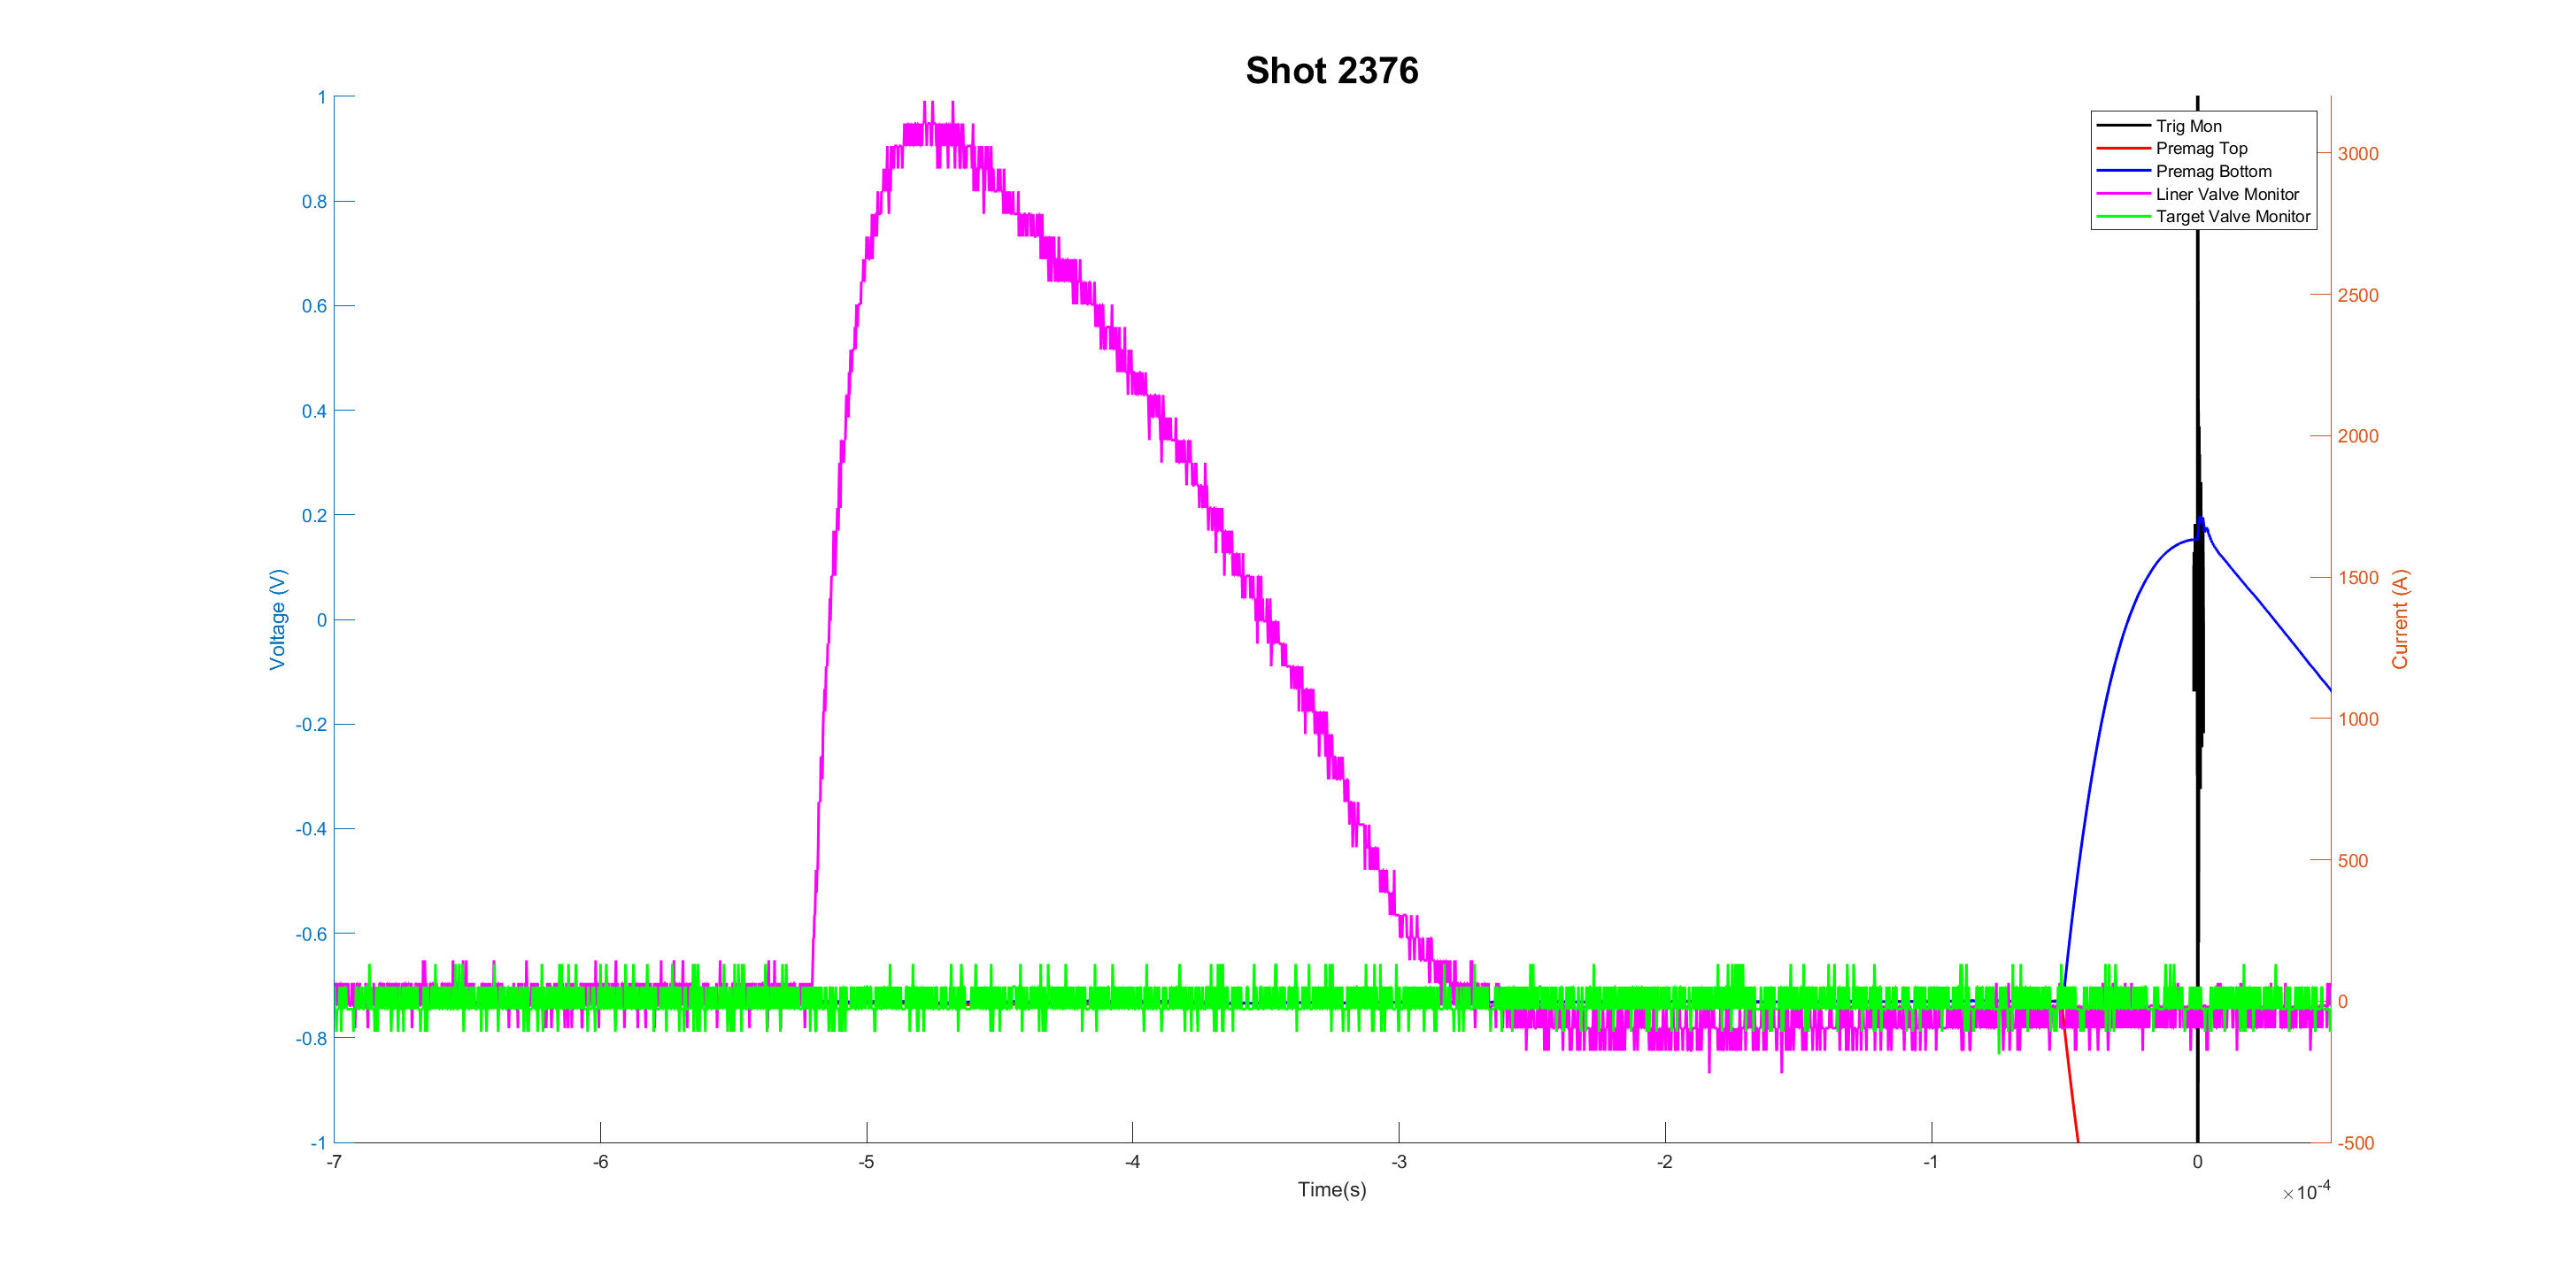 Shot 2376
Trig Mon
Premag Top
Premag Bottom
Liner Valve Monitor
Target Valve Monitor
1
0.8
0.6
0.4
0.2
0
-0.2
-0.4
-0.6
-0.8
-1
Voltage (V)
3000
2500
2000
1500
1000
500
0
-500
Current (A)
-7 -6 -5 -4 -3 -2 -1 0
Time(s)
×10-4